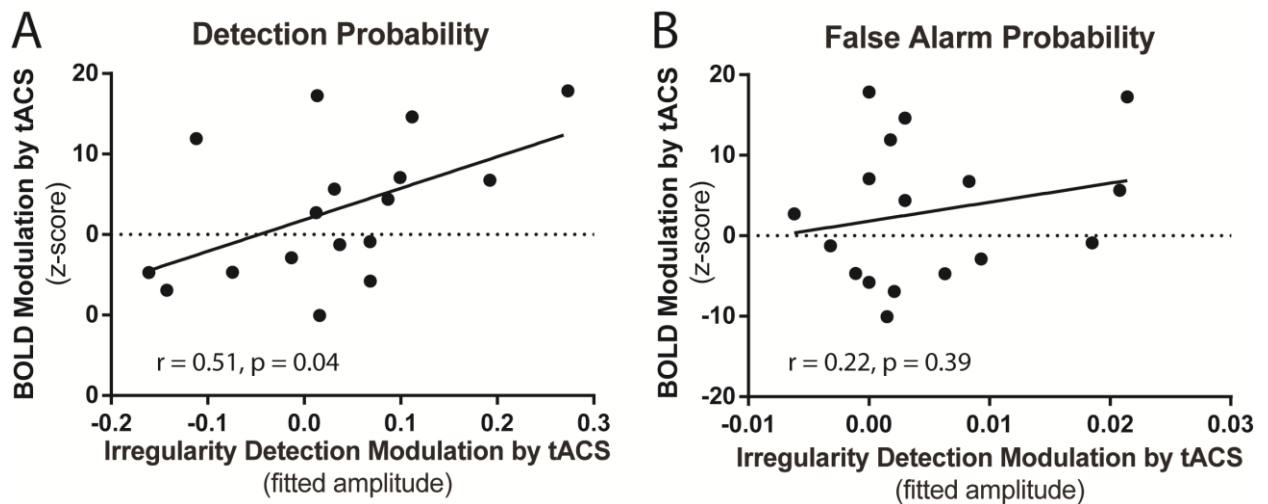 A
Detection Probability
BOLD Modulation by tACS
(z-score)
20
10
0
0
0
r = 0.51, p = 0.04
-0.2 -0.1 0.0 0.1 0.2 0.3
Irregularity Detection Modulation by tACS
(fitted amplitude)
B
False Alarm Probability
BOLD Modulation by tACS
(z-score)
20
10
0
-10
-20
r = 0.22, p = 0.39
-0.01 0.00 0.01 0.02 0.03
Irregularity Detection Modulation by tACS
(fitted amplitude)